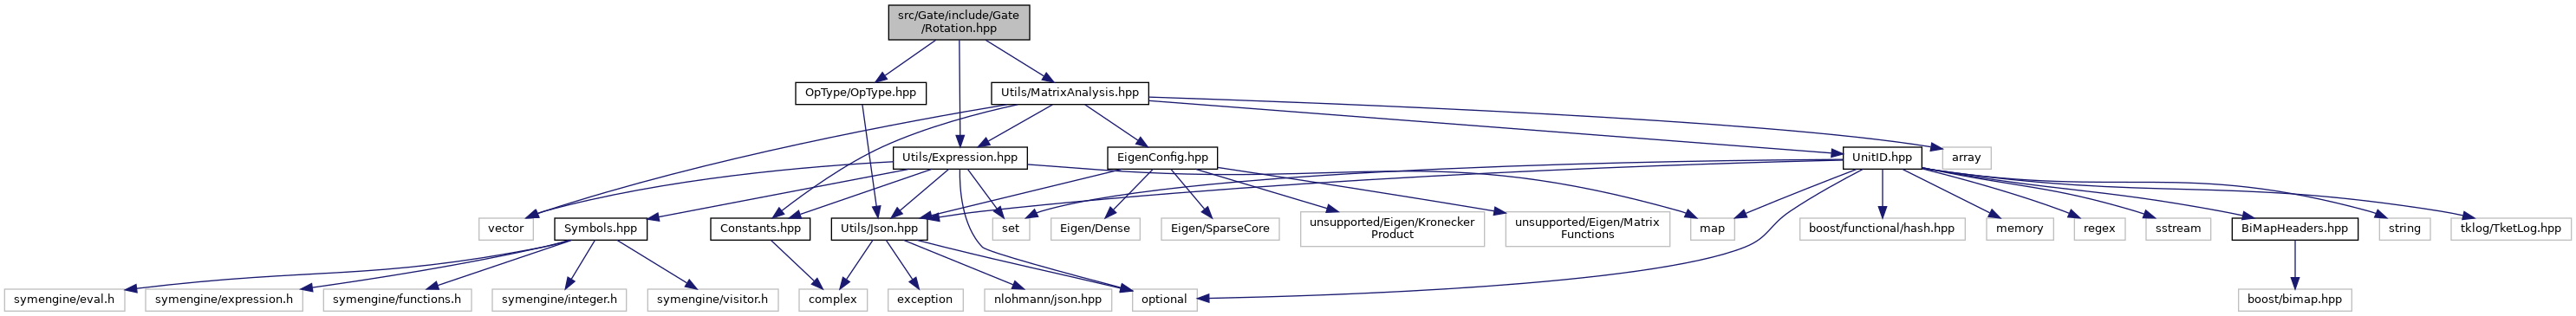 src/Gate/include/Gate
/Rotation.hpp
OpType/OpType.hpp
Utils/MatrixAnalysis.hpp
Utils/Expression.hpp
EigenConfig.hpp
UnitID.hpp
array
vector
Symbols.hpp
Constants.hpp
Utils/Json.hpp
set
Eigen/Dense
Eigen/SparseCore
unsupported/Eigen/Kronecker
Product
unsupported/Eigen/Matrix
Functions
map
boost/functional/hash.hpp
memory
regex
sstream
BiMapHeaders.hpp
string
tklog/TketLog.hpp
symengine/eval.h
symengine/expression.h
symengine/functions.h
symengine/integer.h
symengine/visitor.h
complex
exception
nlohmann/json.hpp
optional
boost/bimap.hpp